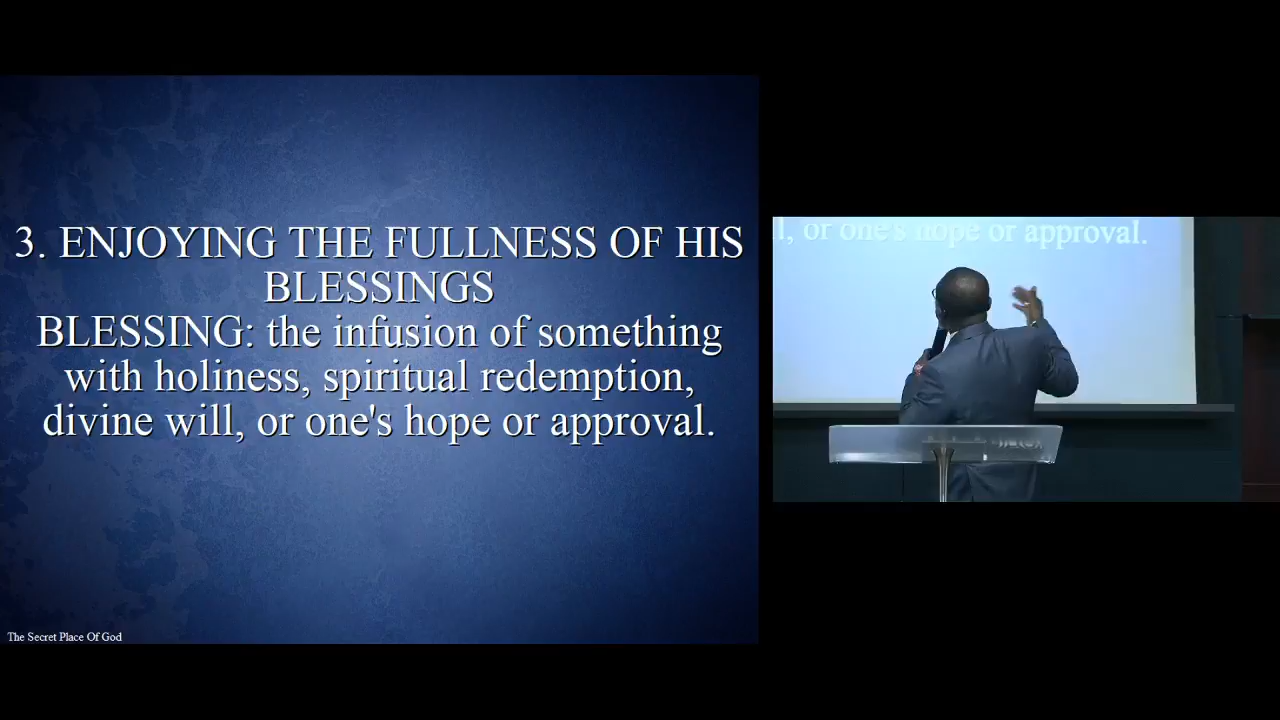 3. ENJOYING THE FULLNESS OF HIS
BLESSINGS
BLESSING: the infusion of something
with holiness, spiritual redemption,
divine will, or one's hope or approval.
The Secret Place Of God
l, or one's hope or approval.